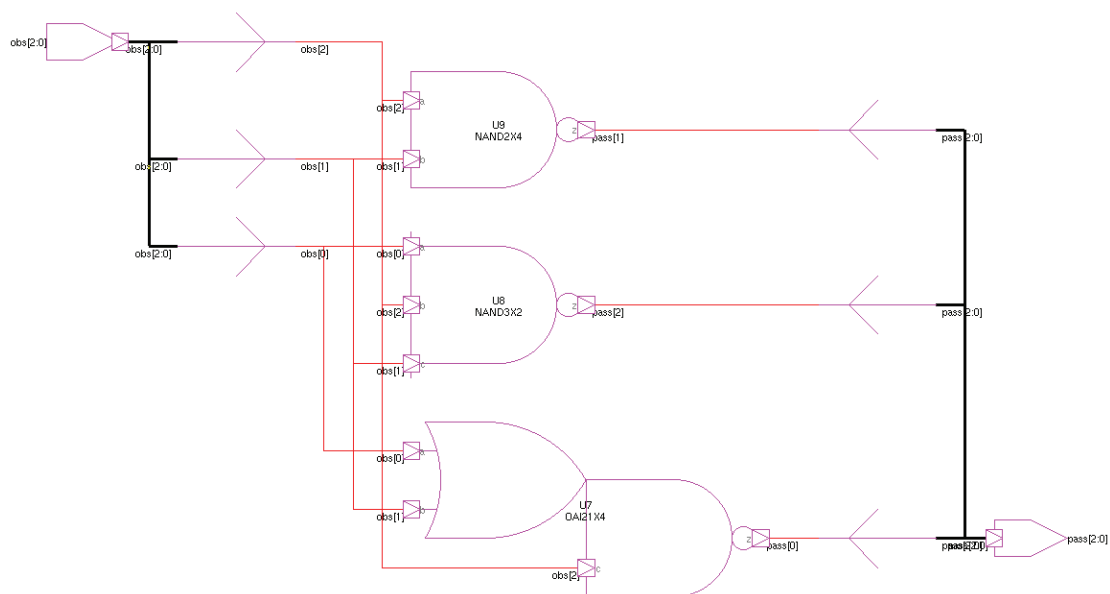 obs[2:0]
obs[2:0]
obs[2]
obs[2]
a
U9
NAND2X4
z
pass[1]
pass[2:0]
obs[2:0]
obs[1]
obs[1]
b
obs[2:0]
obs[0]
obs[0]
a
obs[2]
b
U8
NAND3X2
z
pass[2]
pass[2:0]
obs[1]
c
obs[0]
a
obs[1]
b
U7
OAI21X4
z
pass[0]
pass[2:0]
obs[2]
c